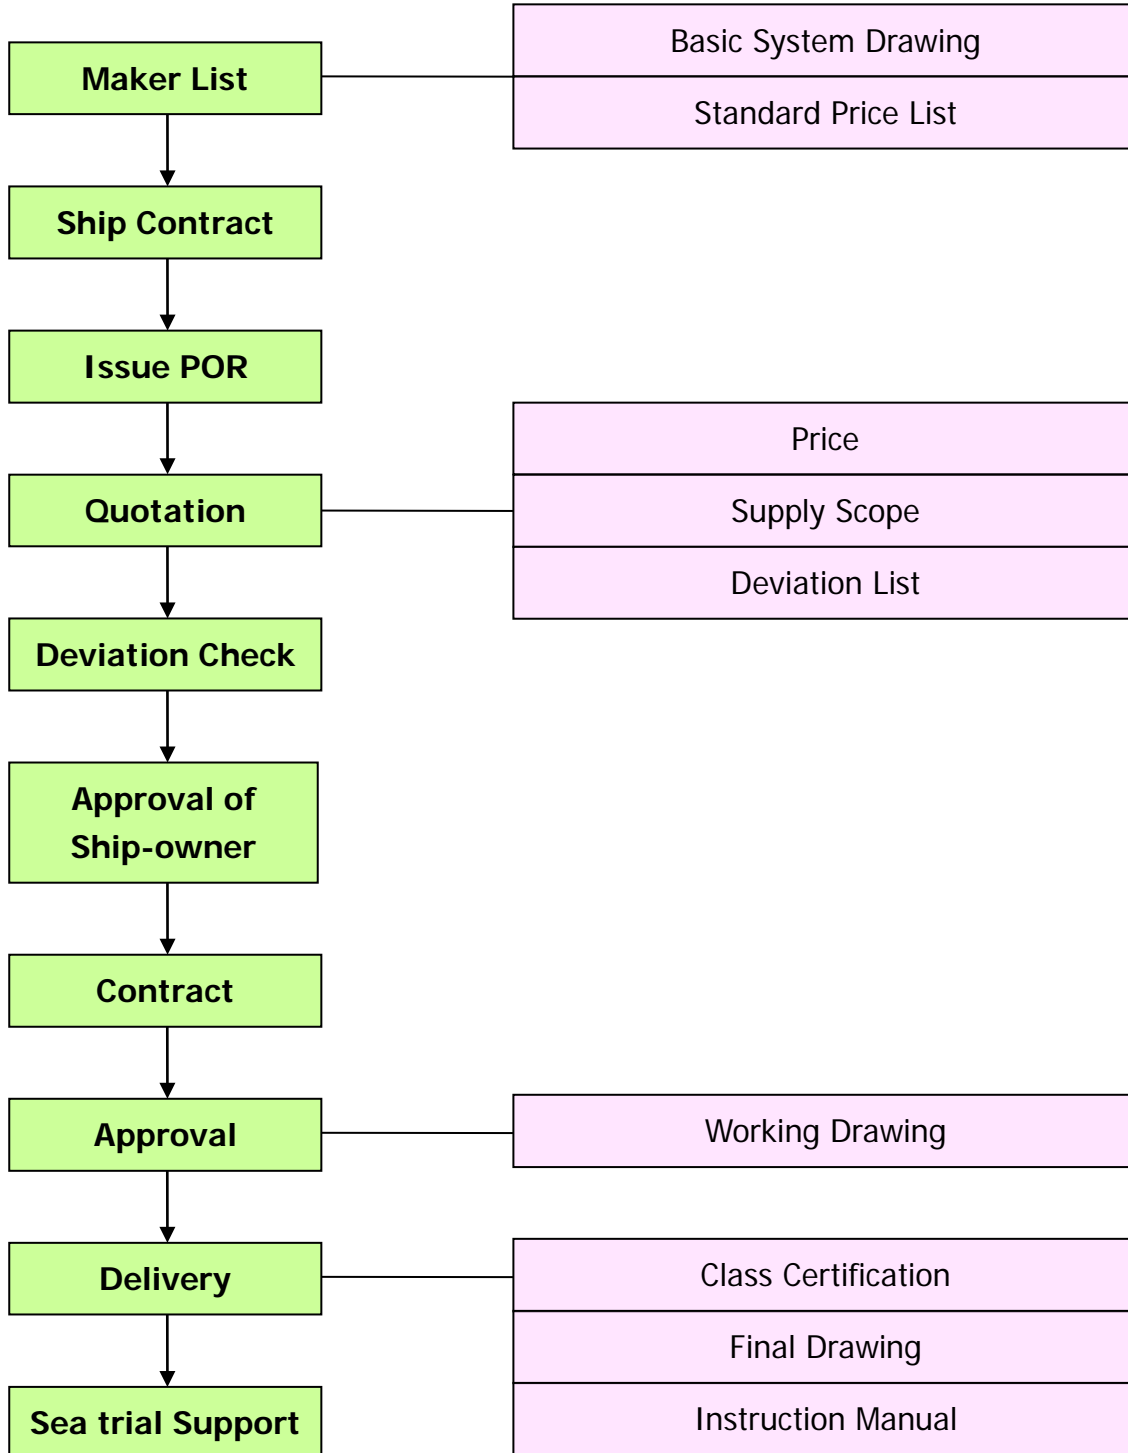 Maker List
Basic System Drawing
Standard Price List
Ship Contract
Issue POR
Quotation
Price
Supply Scope
Deviation List
Deviation Check
Approval of
Ship-owner
Contract
Approval
Working Drawing
Delivery
Class Certification
Final Drawing
Sea trial Support
Instruction Manual